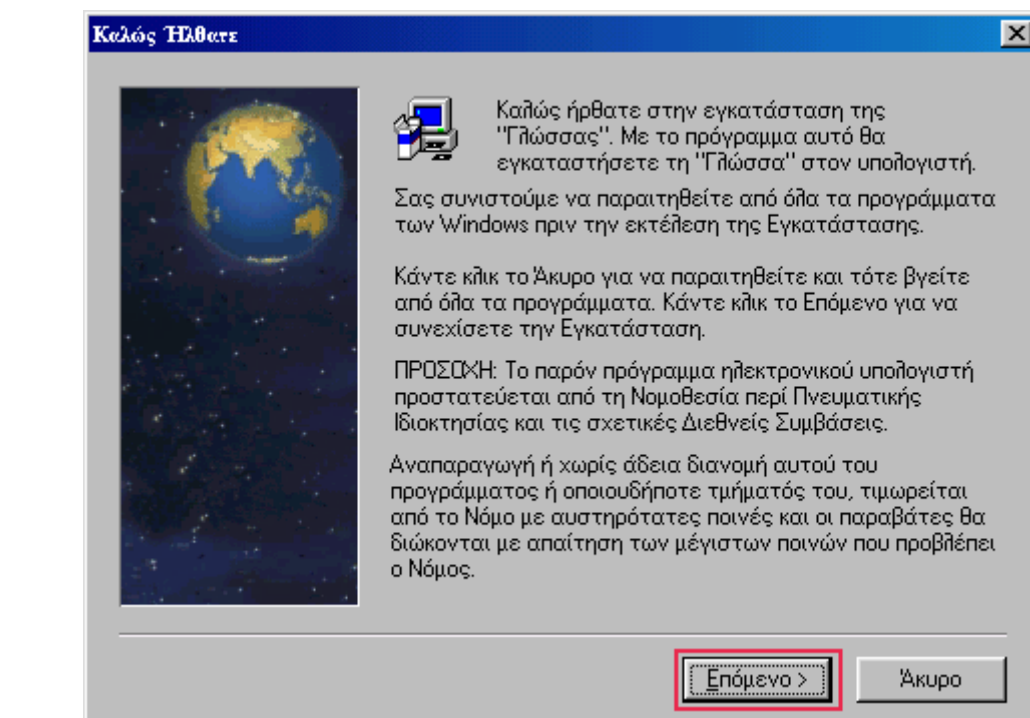 Καλώς Ήλθατε
Καλώς ήρθατε στην εγκατάσταση της
"Γλώσσας". Με το πρόγραμμα αυτό θα
εγκαταστήσετε τη "Γλώσσα" στον υπολογιστή.
Σας συνιστούμε να παραιτηθείτε από όλα τα προγράμματα
των Windows πριν την εκτέλεση της Εγκατάστασης.
Κάντε κλικ το Άκυρο για να παραιτηθείτε και τότε βγείτε
από όλα τα προγράμματα. Κάντε κλικ το Επόμενο για να
συνεχίσετε την Εγκατάσταση.
ΠΡΟΣΟΧΗ: Το παρόν πρόγραμμα ηλεκτρονικού υπολογιστή
προστατεύεται από τη Νομοθεσία περί Πνευματικής
Ιδιοκτησίας και τις σχετικές Διεθνείς Συμβάσεις.
Αναπαραγωγή ή χωρίς άδεια διανομή αυτού του
προγράμματος ή οποιουδήποτε τμήματός του, τιμωρείται
από το Νόμο με αυστηρότατες ποινές και οι παραβάτες θα
διώκονται με απαίτηση των μέγιστων ποινών που προβλέπει
ο Νόμος.
Επόμενο > Άκυρο